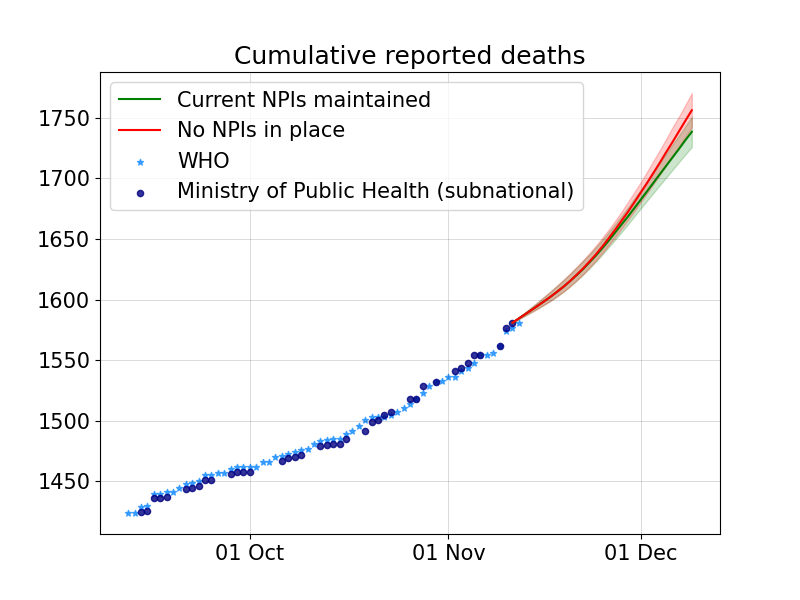 Cumulative reported deaths
Current NPIs maintained
No NPIs in place
WHO
Ministry of Public Health (subnational)
1750
1700
1650
1600
1550
1500
1450
01 Oct
01 Nov
01 Dec